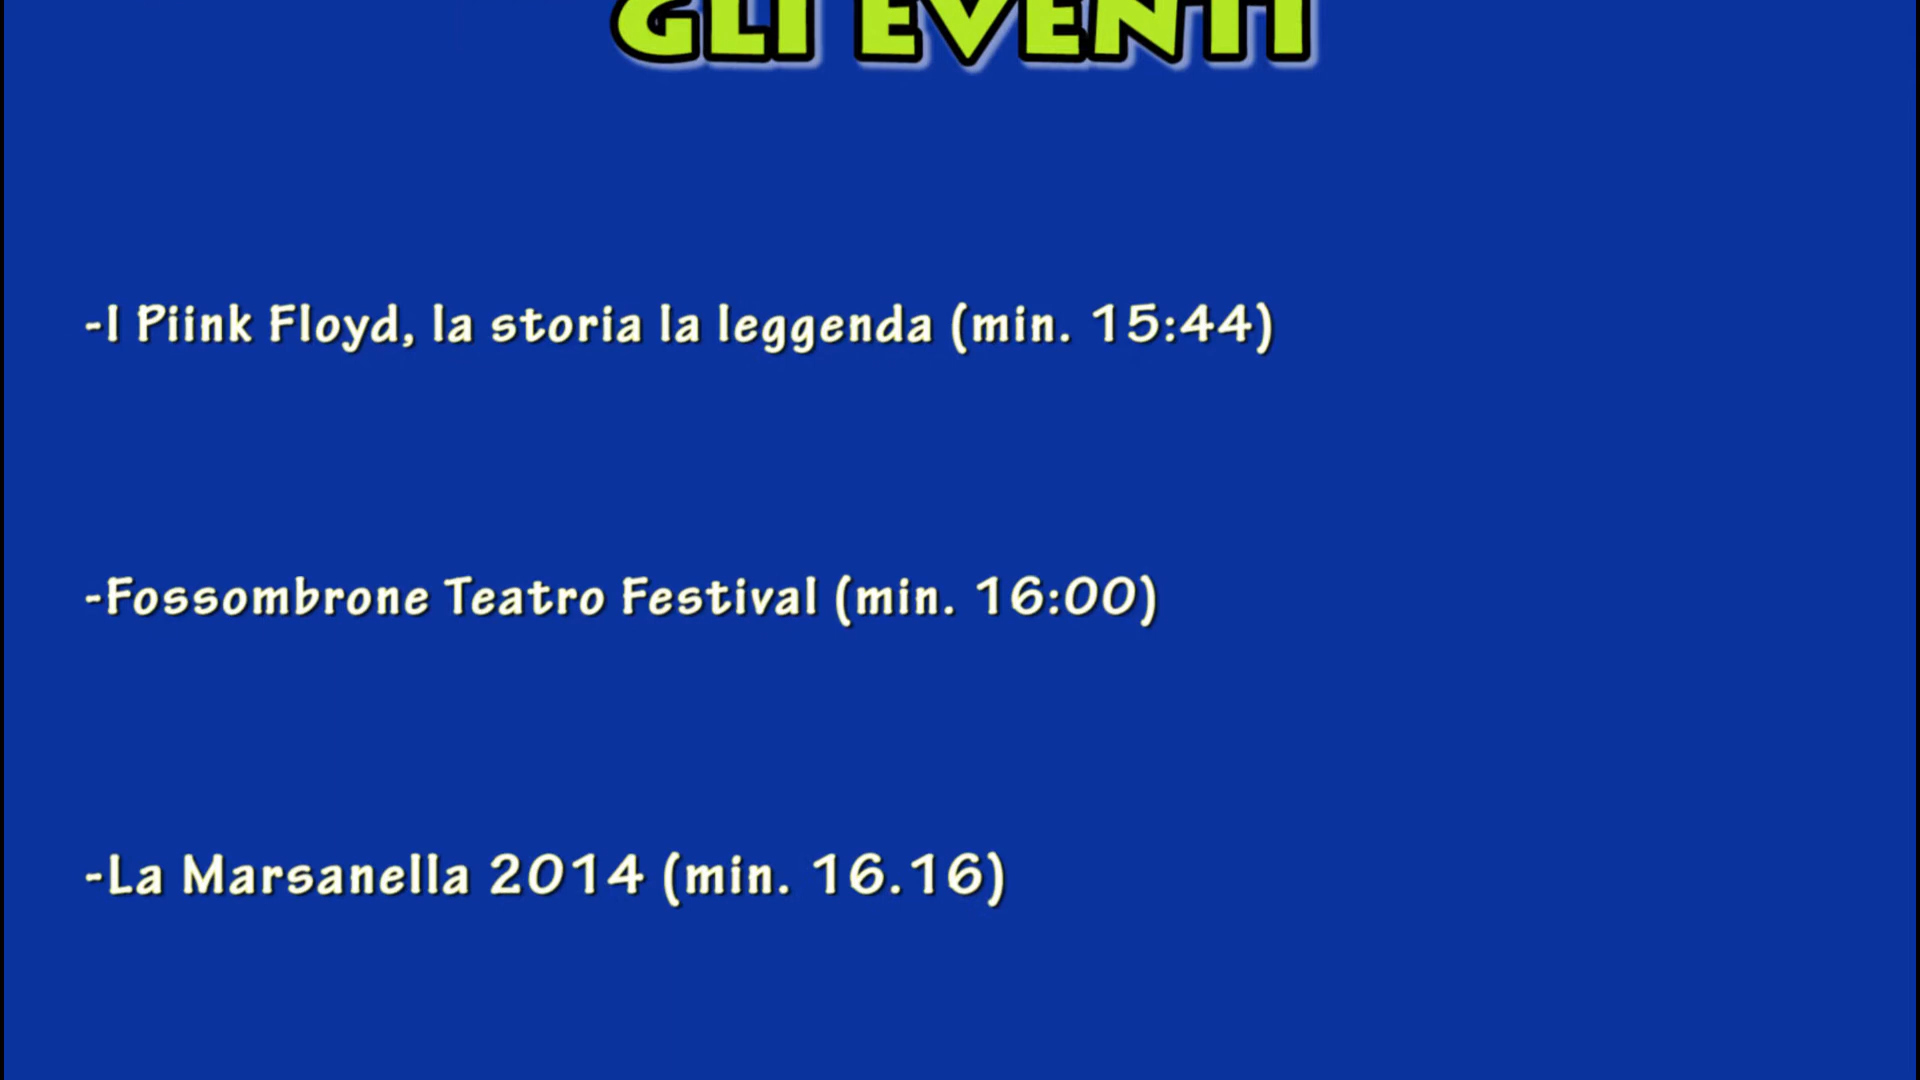 GLI EVENTI
-I Piink Floyd, la storia la leggenda (min. 15:44)
-Fossombrone Teatro Festival (min. 16:00)
-La Marsanella 2014 (min. 16.16)